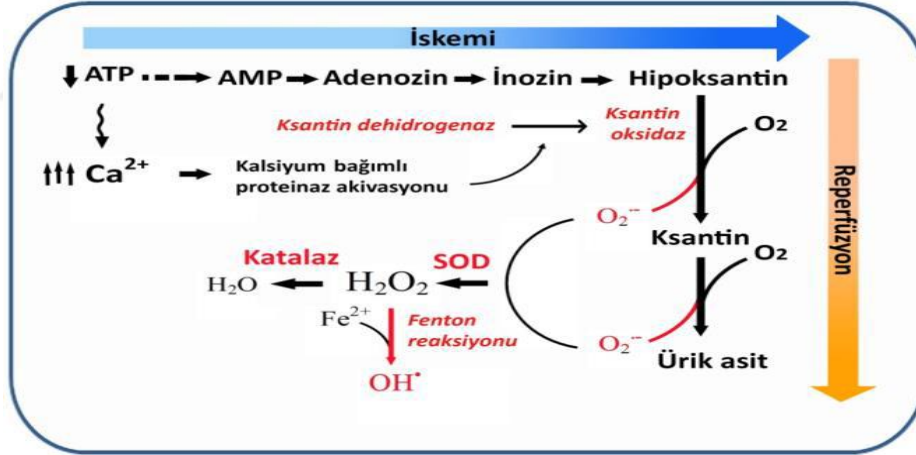 İskemi
ATP AMP Adenozin İnozin Hipoksantin
Ksantin dehidrogenaz
Ksantin
oksidaz
O₂
Ca²⁺
Kalsiyum bağımlı
proteinaz akivasyonu
O₂·-
Ksantin
O₂
Katalaz
SOD
H₂O
H₂O₂
Fe²⁺
Fenton
reaksiyonu
O₂·-
OH•
Ürik asit
Reperfüzyon